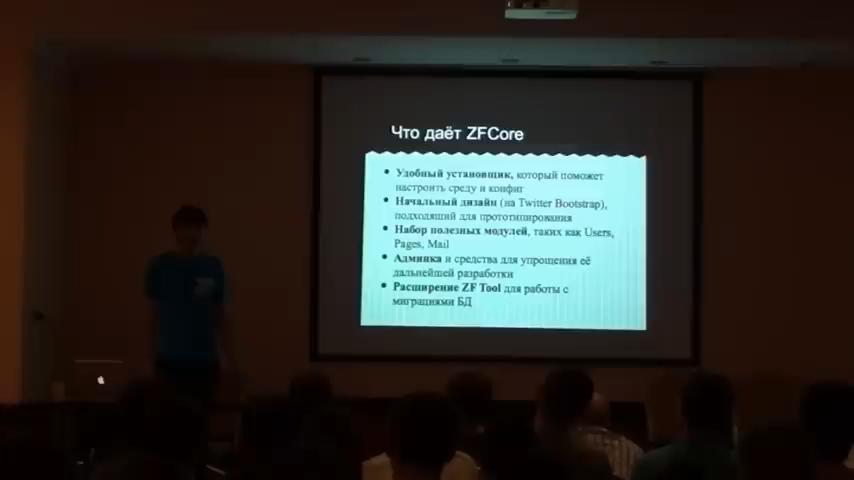 Что даёт ZFCore
• Удобный установщик, который поможет
настроить среду и конфиг
• Начальный дизайн (на Twitter Bootstrap),
подходящий для прототипирования
• Набор полезных модулей, таких как Users,
Pages, Mail
• Админка и средства для упрощения её
дальнейшей разработки
• Расширение ZF Tool для работы с
миграциями БД